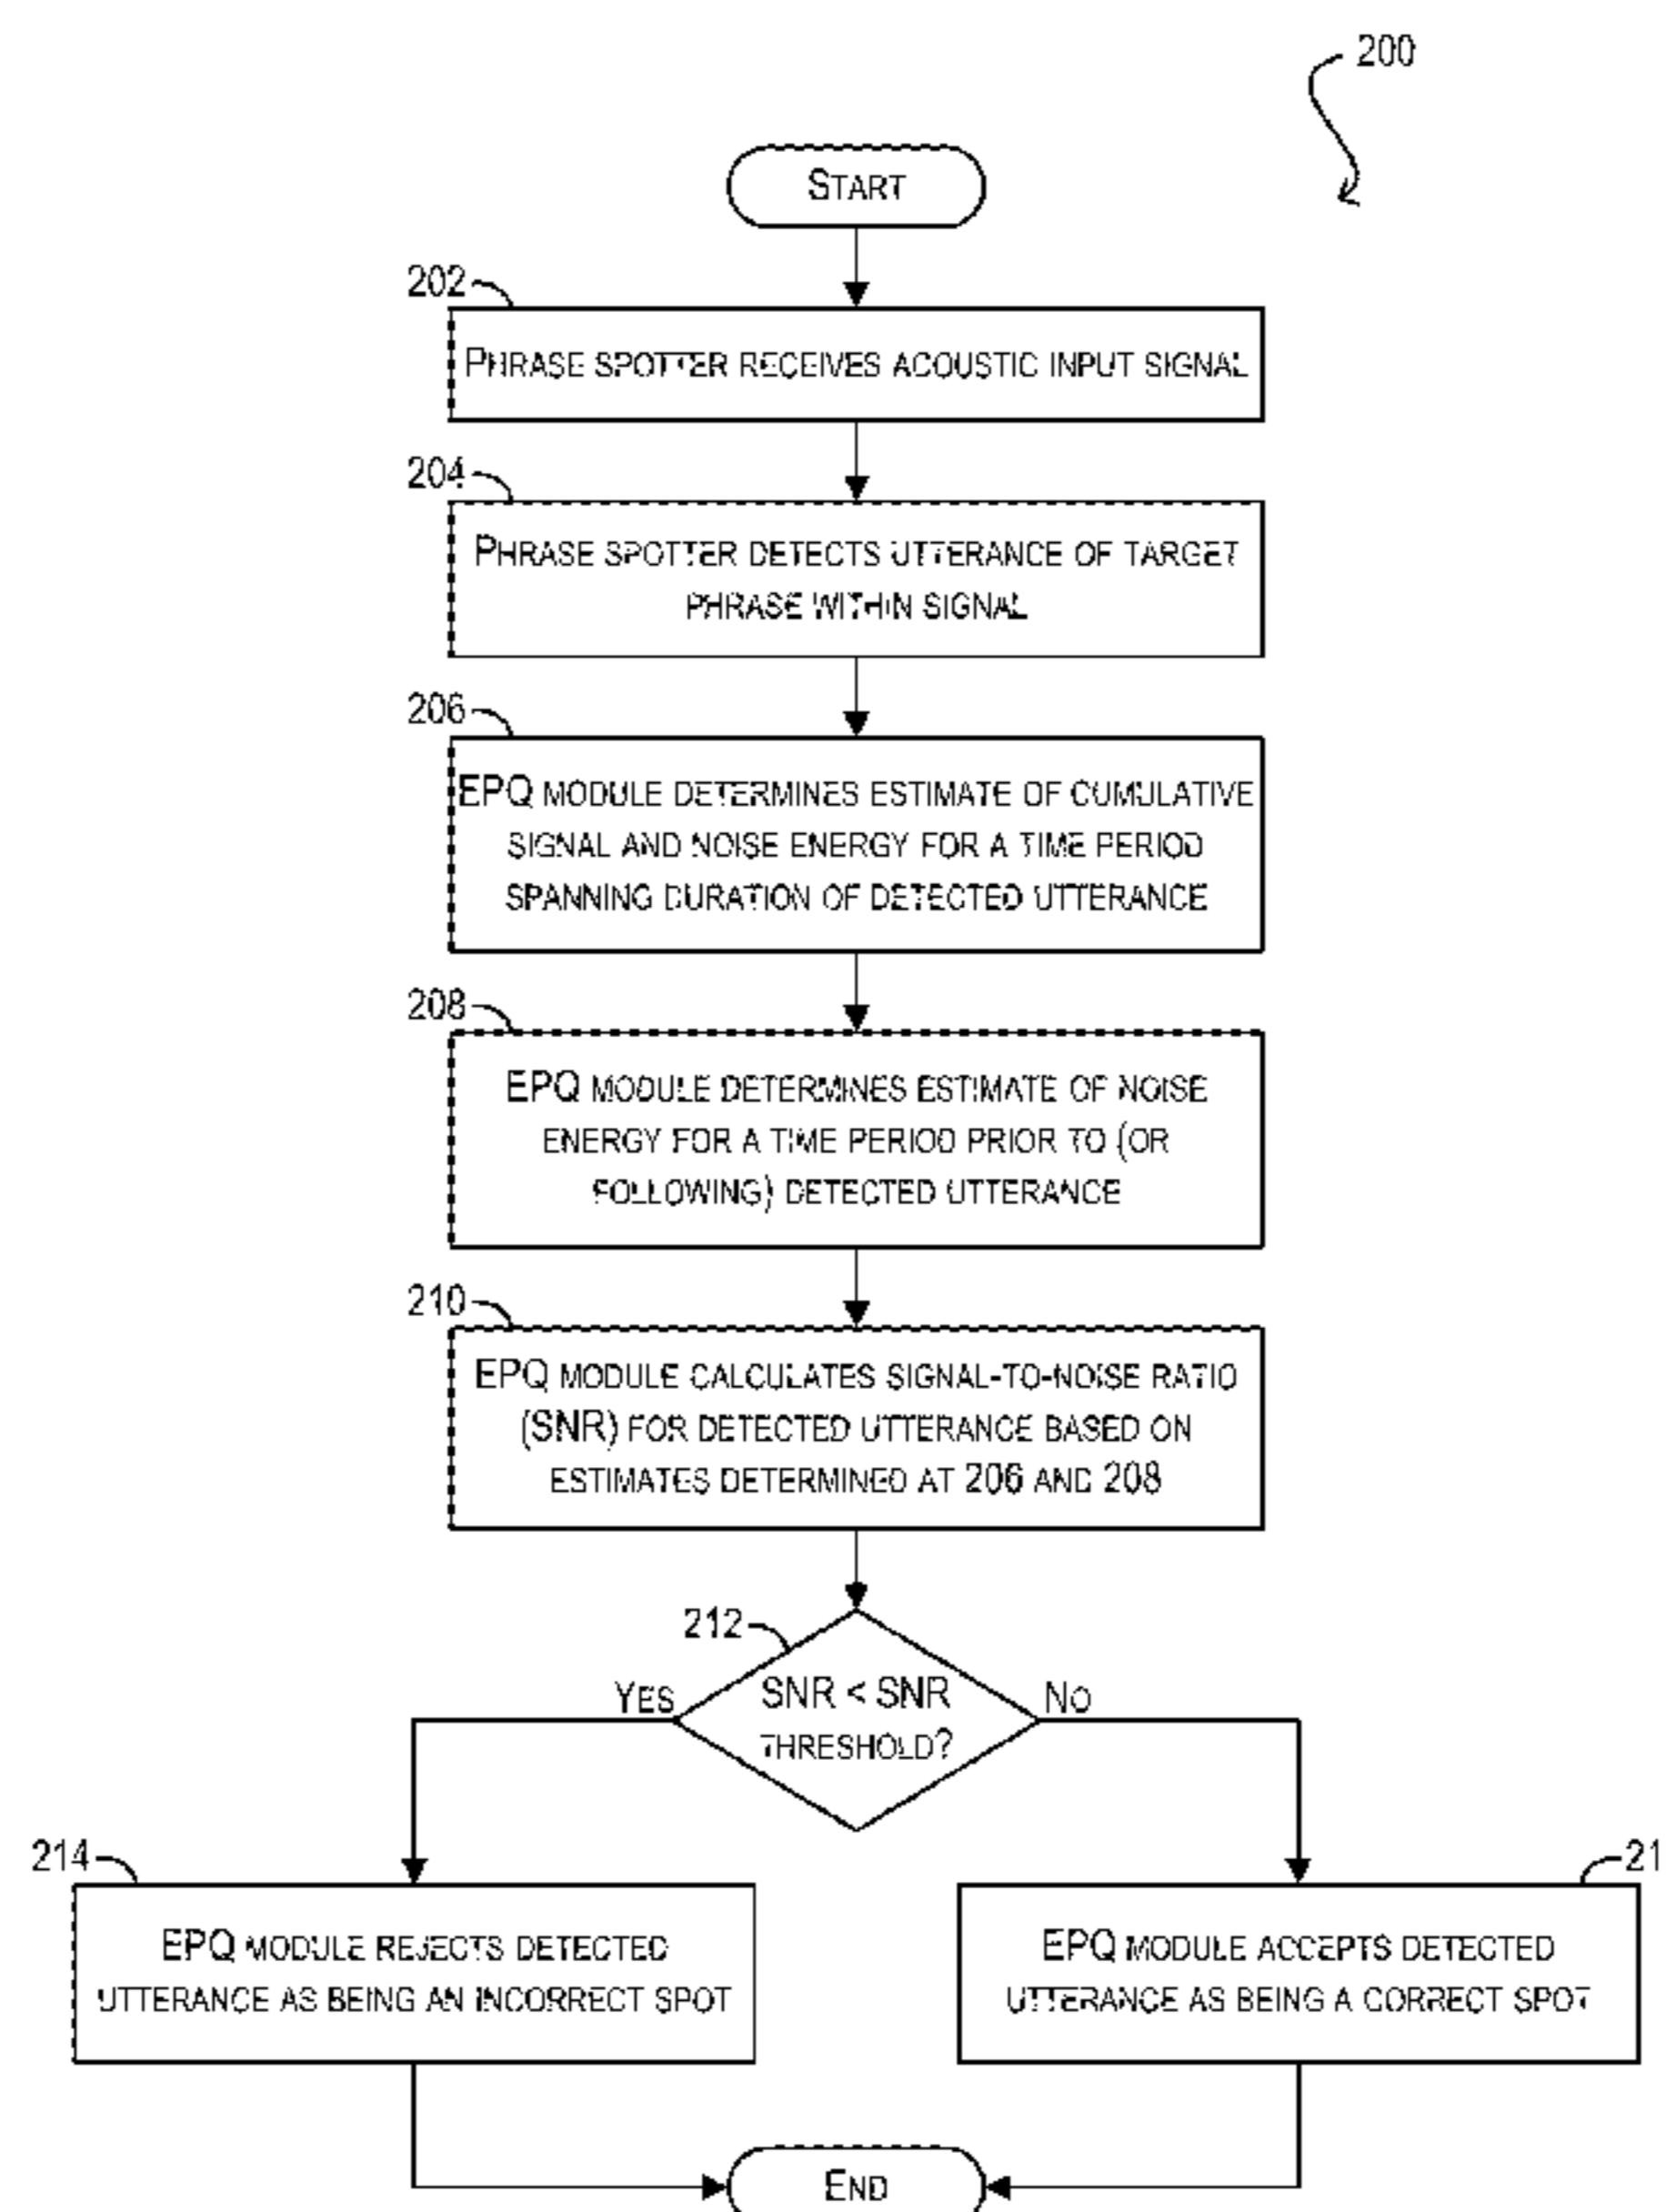 200
START
202
PHRASE SPOTTER RECEIVES ACOUSTIC INPUT SIGNAL
204
PHRASE SPOTTER DETECTS UTTERANCE OF TARGET
PHRASE WITHIN SIGNAL
206
EPQ MODULE DETERMINES ESTIMATE OF CUMULATIVE
SIGNAL AND NOISE ENERGY FOR A TIME PERIOD
SPANNING DURATION OF DETECTED UTTERANCE
208
EPQ MODULE DETERMINES ESTIMATE OF NOISE
ENERGY FOR A TIME PERIOD PRIOR TO (OR
FOLLOWING) DETECTED UTTERANCE
210
EPQ MODULE CALCULATES SIGNAL-TO-NOISE RATIO
(SNR) FOR DETECTED UTTERANCE BASED ON
ESTIMATES DETERMINED AT 206 AND 208
212
SNR < SNR
THRESHOLD?
YES
NO
214
EPQ MODULE REJECTS DETECTED
UTTERANCE AS BEING AN INCORRECT SPOT
21
EPQ MODULE ACCEPTS DETECTED
UTTERANCE AS BEING A CORRECT SPOT
END